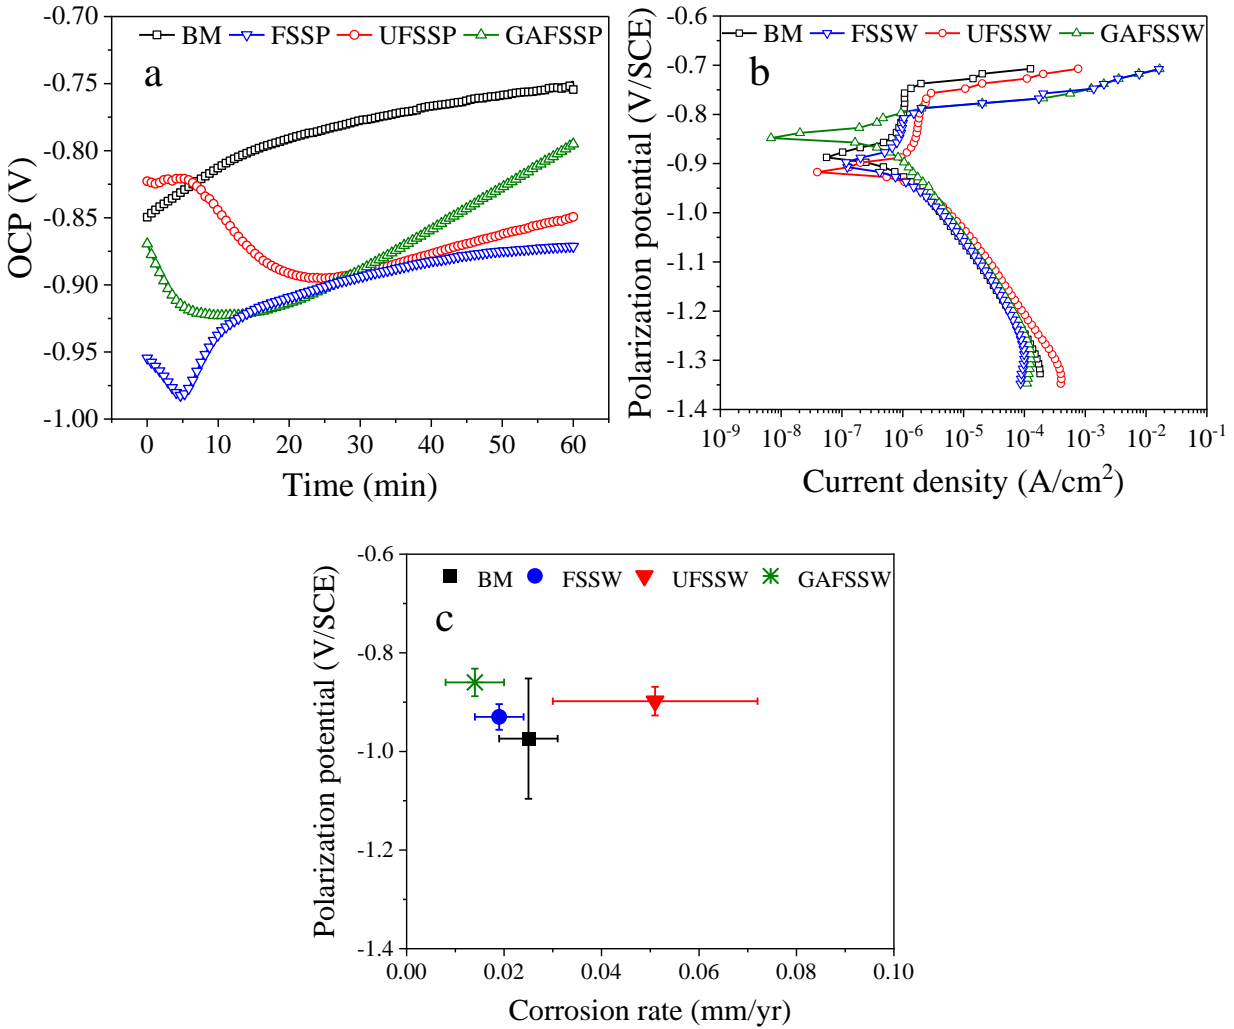 BM FSSP UFSSP GAFSSP
a
-0.70
-0.75
-0.80
-0.85
-0.90
-0.95
-1.00
OCP (V)
0 10 20 30 40 50 60
Time (min)
BM FSSW UFSSW GAFSSW
b
-0.6
-0.7
-0.8
-0.9
-1.0
-1.1
-1.2
-1.3
-1.4
Polarization potential (V/SCE)
10⁻⁹ 10⁻⁸ 10⁻⁷ 10⁻⁶ 10⁻⁵ 10⁻⁴ 10⁻³ 10⁻² 10⁻¹
Current density (A/cm²)
BM FSSW UFSSW GAFSSW
c
-0.6
-0.8
-1.0
-1.2
-1.4
Polarization potential (V/SCE)
0.00 0.02 0.04 0.06 0.08 0.10
Corrosion rate (mm/yr)